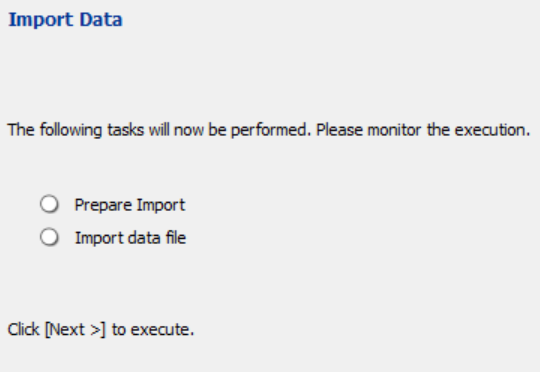 Import Data
The following tasks will now be performed. Please monitor the execution.
Prepare Import
Import data file
Click [Next >] to execute.